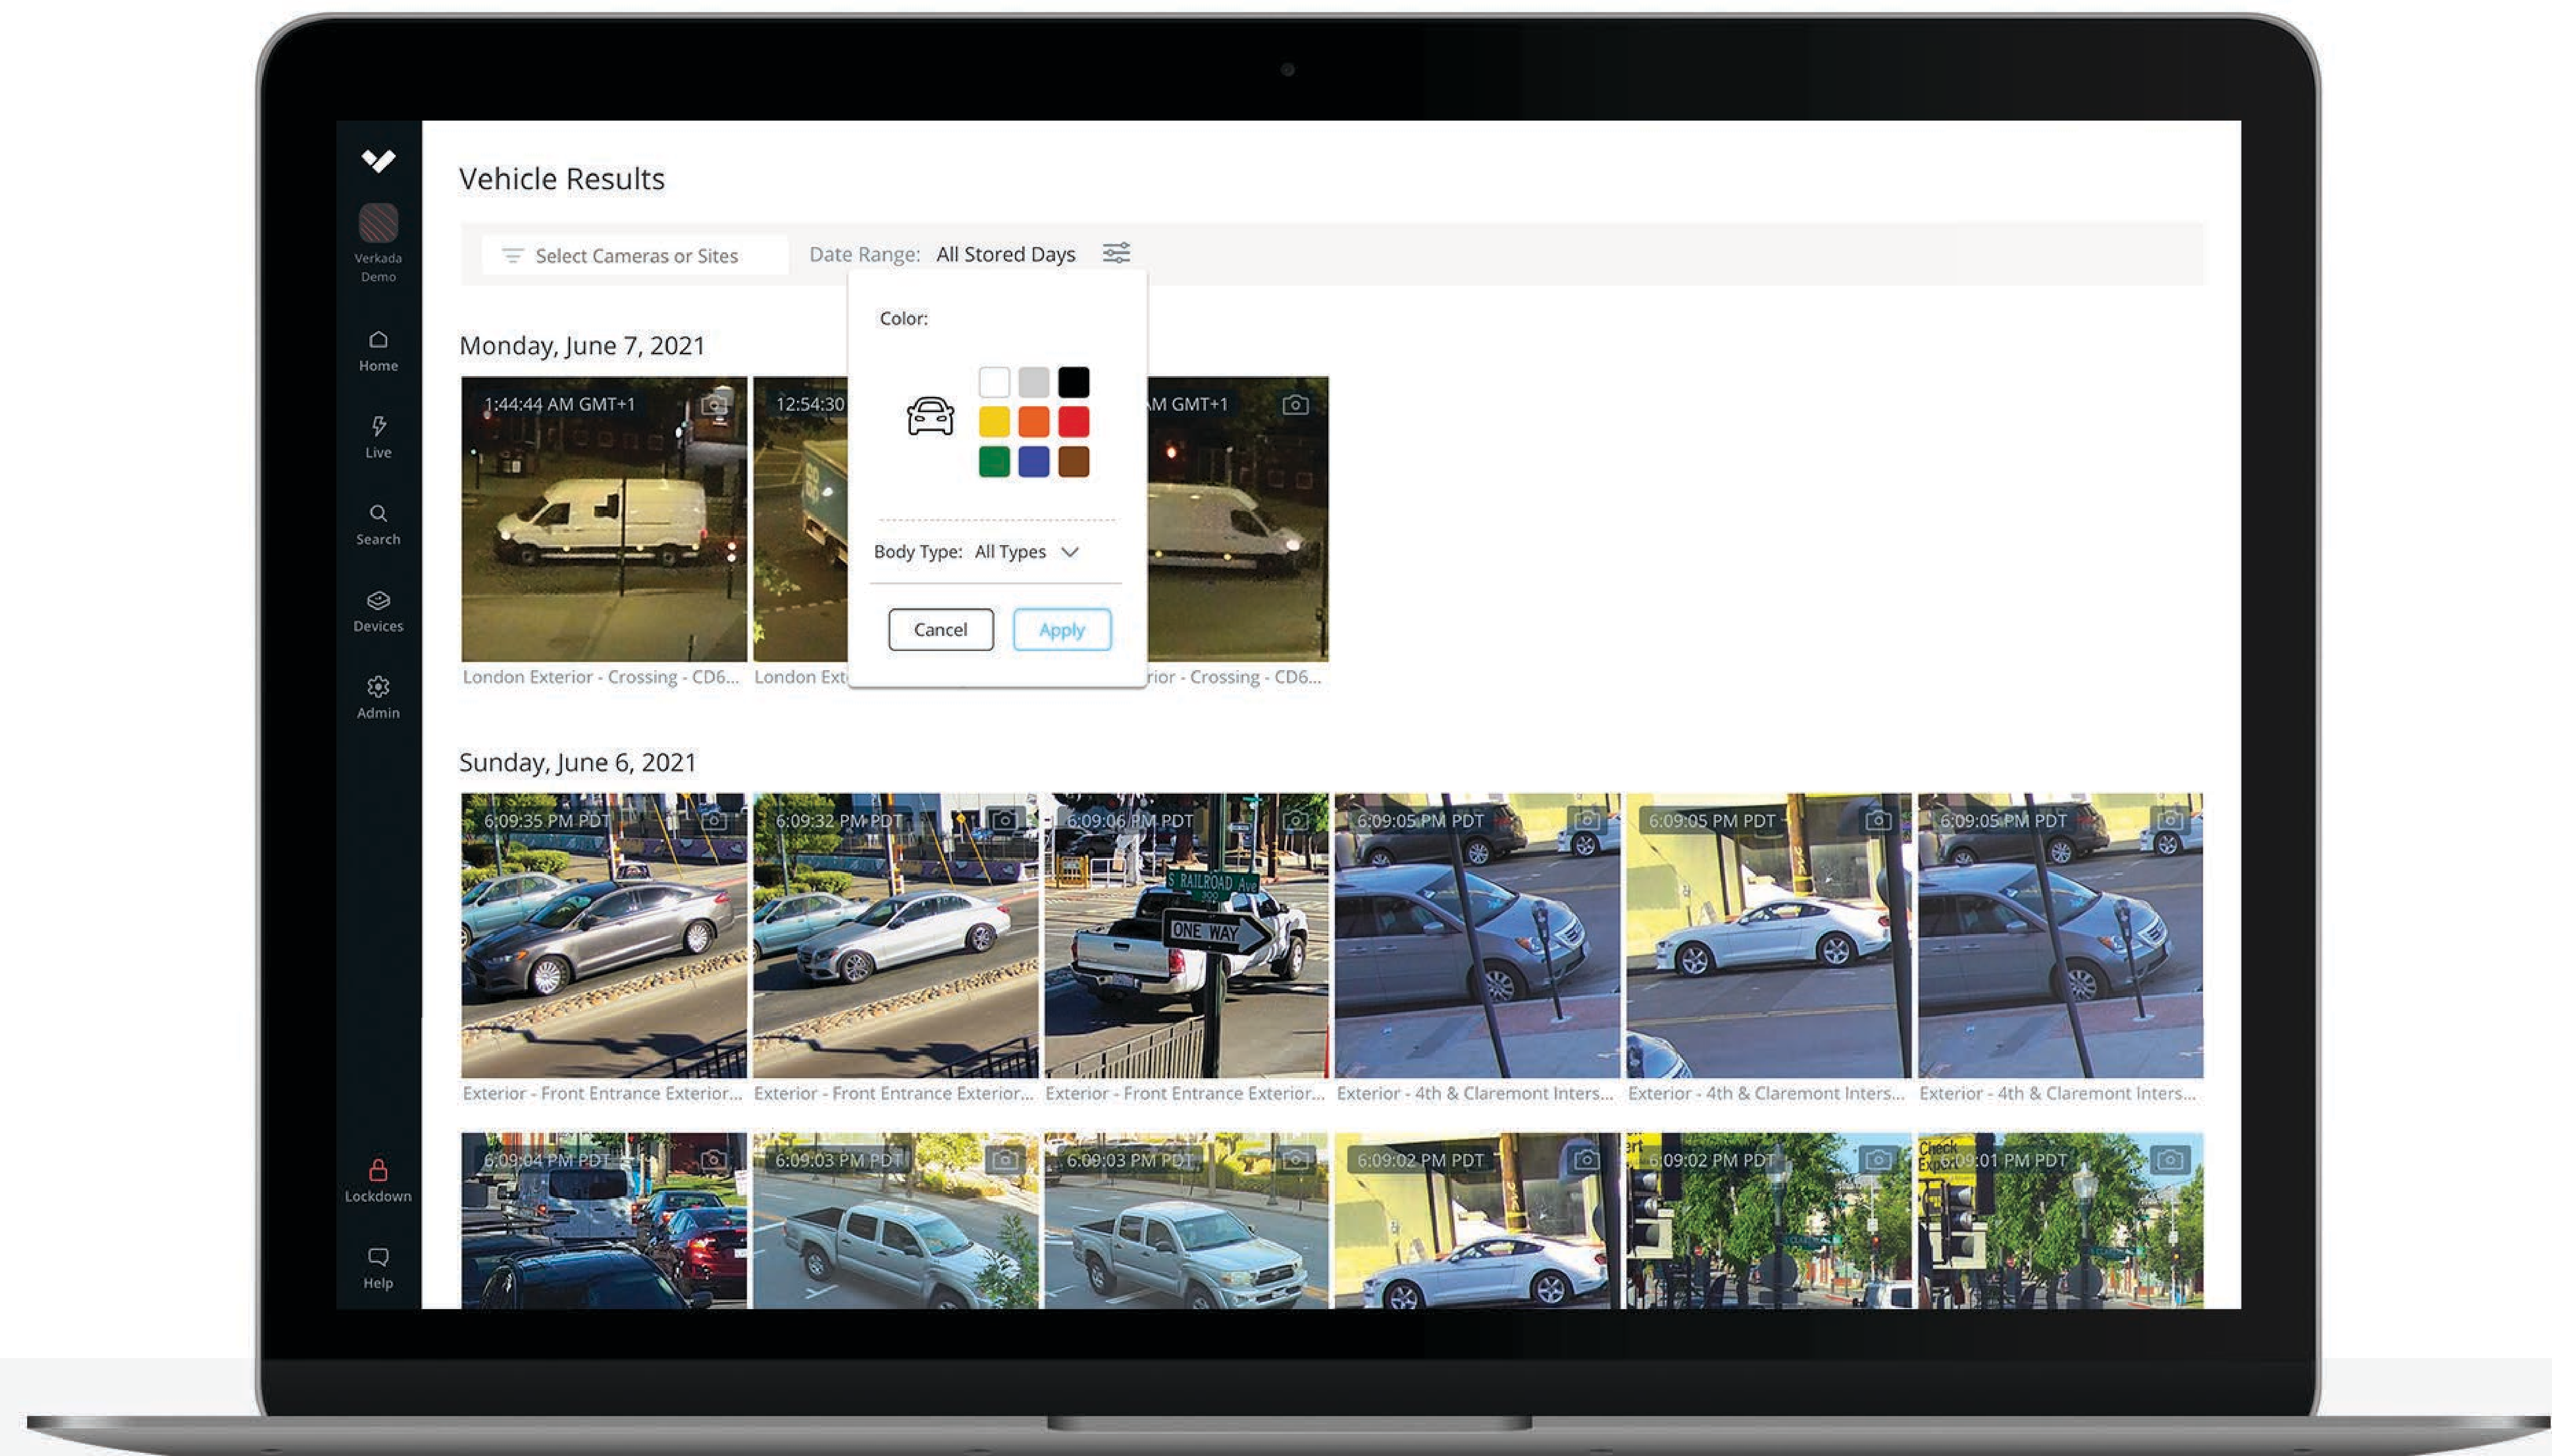 Vehicle Results
Verkada
Demo
Select Cameras or Sites
Date Range: All Stored Days
Color:
Home
Monday, June 7, 2021
1:44:44 AM GMT+1
12:54:30
AM GMT+1
Live
Search
Body Type: All Types
Devices
Cancel
Apply
London Exterior - Crossing - CD6...
London Ext
rior - Crossing - CD6...
Admin
Sunday, June 6, 2021
6:09:35 PM PDT
6:09:32 PM PDT
6:09:06 PM PDT
6:09:05 PM PDT
6:09:05 PM PDT
6:09:05 PM PDT
S RAILROAD Ave
300
ONE WAY
Exterior - Front Entrance Exterior...
Exterior - Front Entrance Exterior...
Exterior - Front Entrance Exterior...
Exterior - 4th & Claremont Inters...
Exterior - 4th & Claremont Inters...
Exterior - 4th & Claremont Inters...
6:09:04 PM PDT
6:09:03 PM PDT
6:09:03 PM PDT
6:09:02 PM PDT
6:09:02 PM PDT
6:09:01 PM PDT
Check
Lockdown
Help